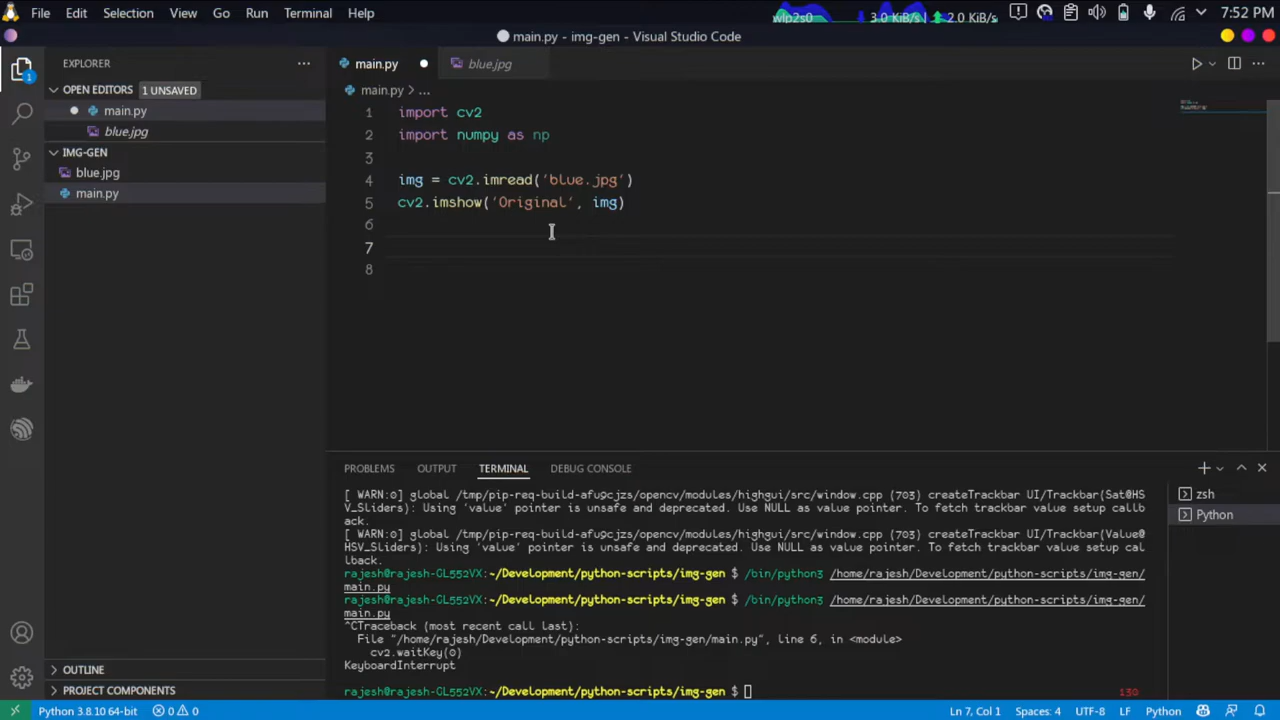 File Edit Selection View Go Run Terminal Help
wlp2s0 3.0 KiB/s 2.0 KiB/s 7:52 PM
main.py - img-gen - Visual Studio Code
EXPLORER
OPEN EDITORS 1 UNSAVED
main.py
blue.jpg
IMG-GEN
blue.jpg
main.py
OUTLINE
PROJECT COMPONENTS
1
main.py blue.jpg
main.py > ...
1 import cv2
2 import numpy as np
3
4 img = cv2.imread('blue.jpg')
5 cv2.imshow('Original', img)
6
7
8
PROBLEMS OUTPUT TERMINAL DEBUG CONSOLE
[ WARN:0] global /tmp/pip-req-build-afu9cjzs/opencv/modules/highgui/src/window.cpp (703) createTrackbar UI/Trackbar(Sat@HS
V_Sliders): Using 'value' pointer is unsafe and deprecated. Use NULL as value pointer. To fetch trackbar value setup callb
ack.
[ WARN:0] global /tmp/pip-req-build-afu9cjzs/opencv/modules/highgui/src/window.cpp (703) createTrackbar UI/Trackbar(Value@
HSV_Sliders): Using 'value' pointer is unsafe and deprecated. Use NULL as value pointer. To fetch trackbar value setup cal
lback.
rajesh@rajesh-GL552VX:~/Development/python-scripts/img-gen $ /bin/python3 /home/rajesh/Development/python-scripts/img-gen/
main.py
rajesh@rajesh-GL552VX:~/Development/python-scripts/img-gen $ /bin/python3 /home/rajesh/Development/python-scripts/img-gen/
main.py
^CTraceback (most recent call last):
File "/home/rajesh/Development/python-scripts/img-gen/main.py", line 6, in <module>
cv2.waitKey(0)
KeyboardInterrupt
rajesh@rajesh-GL552VX:~/Development/python-scripts/img-gen $ 130
zsh
Python
Python 3.8.10 64-bit 0 0 Ln 7, Col 1 Spaces: 4 UTF-8 LF Python